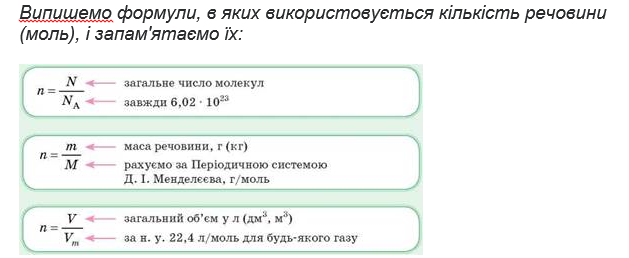 Випишемо формули, в яких використовується кількість речовини
(моль), і запам'ятаємо їх:
n = N / N_A
загальне число молекул
завжди 6,02 · 10²³
n = m / M
маса речовини, г (кг)
рахуємо за Періодичною системою
Д. І. Менделєєва, г/моль
n = V / V_m
загальний об'єм у л (дм³, м³)
за н. у. 22,4 л/моль для будь-якого газу